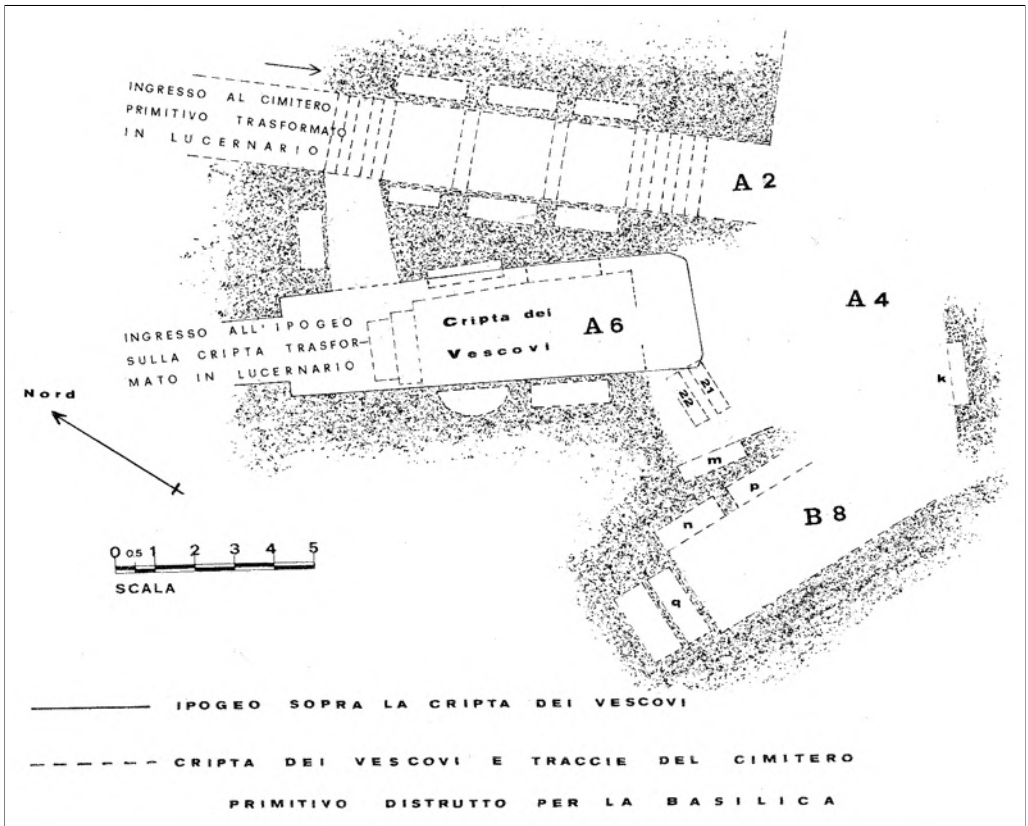 INGRESSO AL CIMITERO
PRIMITIVO TRASFORMATO
IN LUCERNARIO
A 2
A 4
INGRESSO ALL'IPOGEO
SULLA CRIPTA TRASFOR-
MATO IN LUCERNARIO
Cripta dei
Vescovi
A 6
k
21
22
Nord
m
p
n
B 8
q
0 0.5 1 2 3 4 5
SCALA
IPOGEO SOPRA LA CRIPTA DEI VESCOVI
CRIPTA DEI VESCOVI E TRACCIE DEL CIMITERO
PRIMITIVO DISTRUTTO PER LA BASILICA